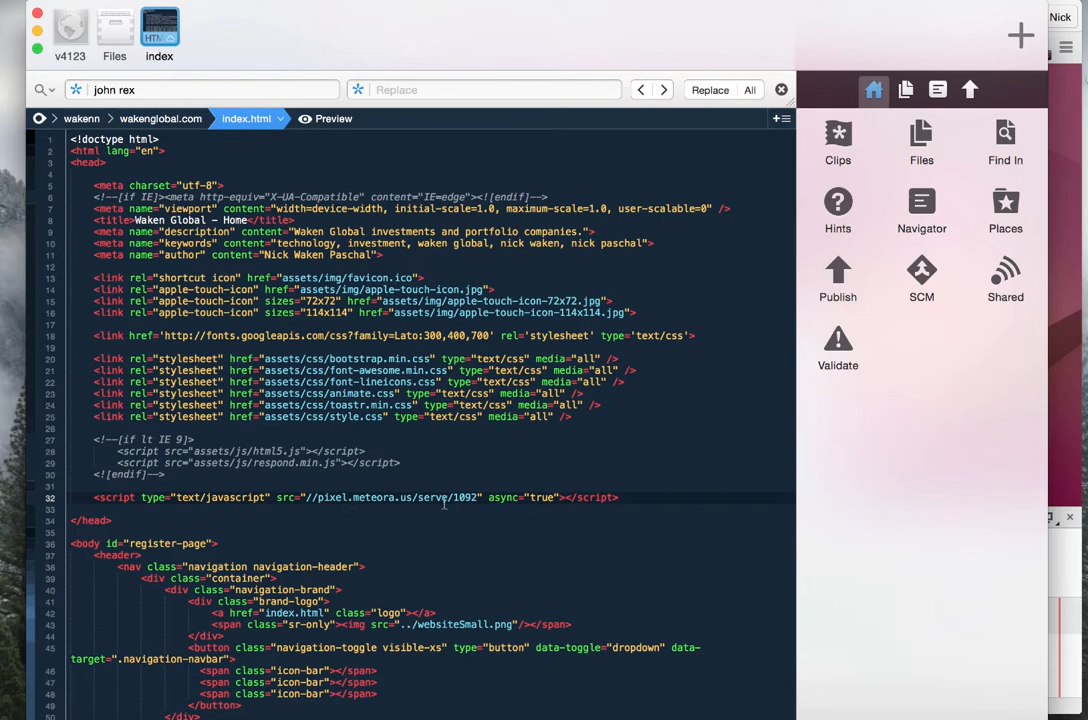 Nick
v4123
Files
index
john rex
Replace
Replace
All
wakenn
wakenglobal.com
index.html
Preview
1 <!doctype html>
2 <html lang="en">
3 <head>
4
5 <meta charset="utf-8">
6 <!--[if IE]><meta http-equiv="X-UA-Compatible" content="IE=edge"><![endif]-->
7 <meta name="viewport" content="width=device-width, initial-scale=1.0, maximum-scale=1.0, user-scalable=0" />
8 <title>Waken Global - Home</title>
9 <meta name="description" content="Waken Global investments and portfolio companies.">
10 <meta name="keywords" content="technology, investment, waken global, nick waken, nick paschal">
11 <meta name="author" content="Nick Waken Paschal">
12
13 <link rel="shortcut icon" href="assets/img/favicon.ico">
14 <link rel="apple-touch-icon" href="assets/img/apple-touch-icon.jpg">
15 <link rel="apple-touch-icon" sizes="72x72" href="assets/img/apple-touch-icon-72x72.jpg">
16 <link rel="apple-touch-icon" sizes="114x114" href="assets/img/apple-touch-icon-114x114.jpg">
17
18 <link href='http://fonts.googleapis.com/css?family=Lato:300,400,700' rel='stylesheet' type='text/css'>
19
20 <link rel="stylesheet" href="assets/css/bootstrap.min.css" type="text/css" media="all" />
21 <link rel="stylesheet" href="assets/css/font-awesome.min.css" type="text/css" media="all" />
22 <link rel="stylesheet" href="assets/css/font-lineicons.css" type="text/css" media="all" />
23 <link rel="stylesheet" href="assets/css/animate.css" type="text/css" media="all" />
24 <link rel="stylesheet" href="assets/css/toastr.min.css" type="text/css" media="all" />
25 <link rel="stylesheet" href="assets/css/style.css" type="text/css" media="all" />
26
27 <!--[if lt IE 9]>
28 <script src="assets/js/html5.js"></script>
29 <script src="assets/js/respond.min.js"></script>
30 <![endif]-->
31
32 <script type="text/javascript" src="//pixel.meteora.us/serve/1092" async="true"></script>
33
34 </head>
35
36 <body id="register-page">
37 <header>
38 <nav class="navigation navigation-header">
39 <div class="container">
40 <div class="navigation-brand">
41 <div class="brand-logo">
42 <a href="index.html" class="logo"></a>
43 <span class="sr-only"><img src="../websiteSmall.png"/></span>
44 </div>
45 <button class="navigation-toggle visible-xs" type="button" data-toggle="dropdown" data-
target=".navigation-navbar">
46 <span class="icon-bar"></span>
47 <span class="icon-bar"></span>
48 <span class="icon-bar"></span>
49 </button>
50 </div>
Clips
Files
Find In
Hints
Navigator
Places
Publish
SCM
Shared
Validate